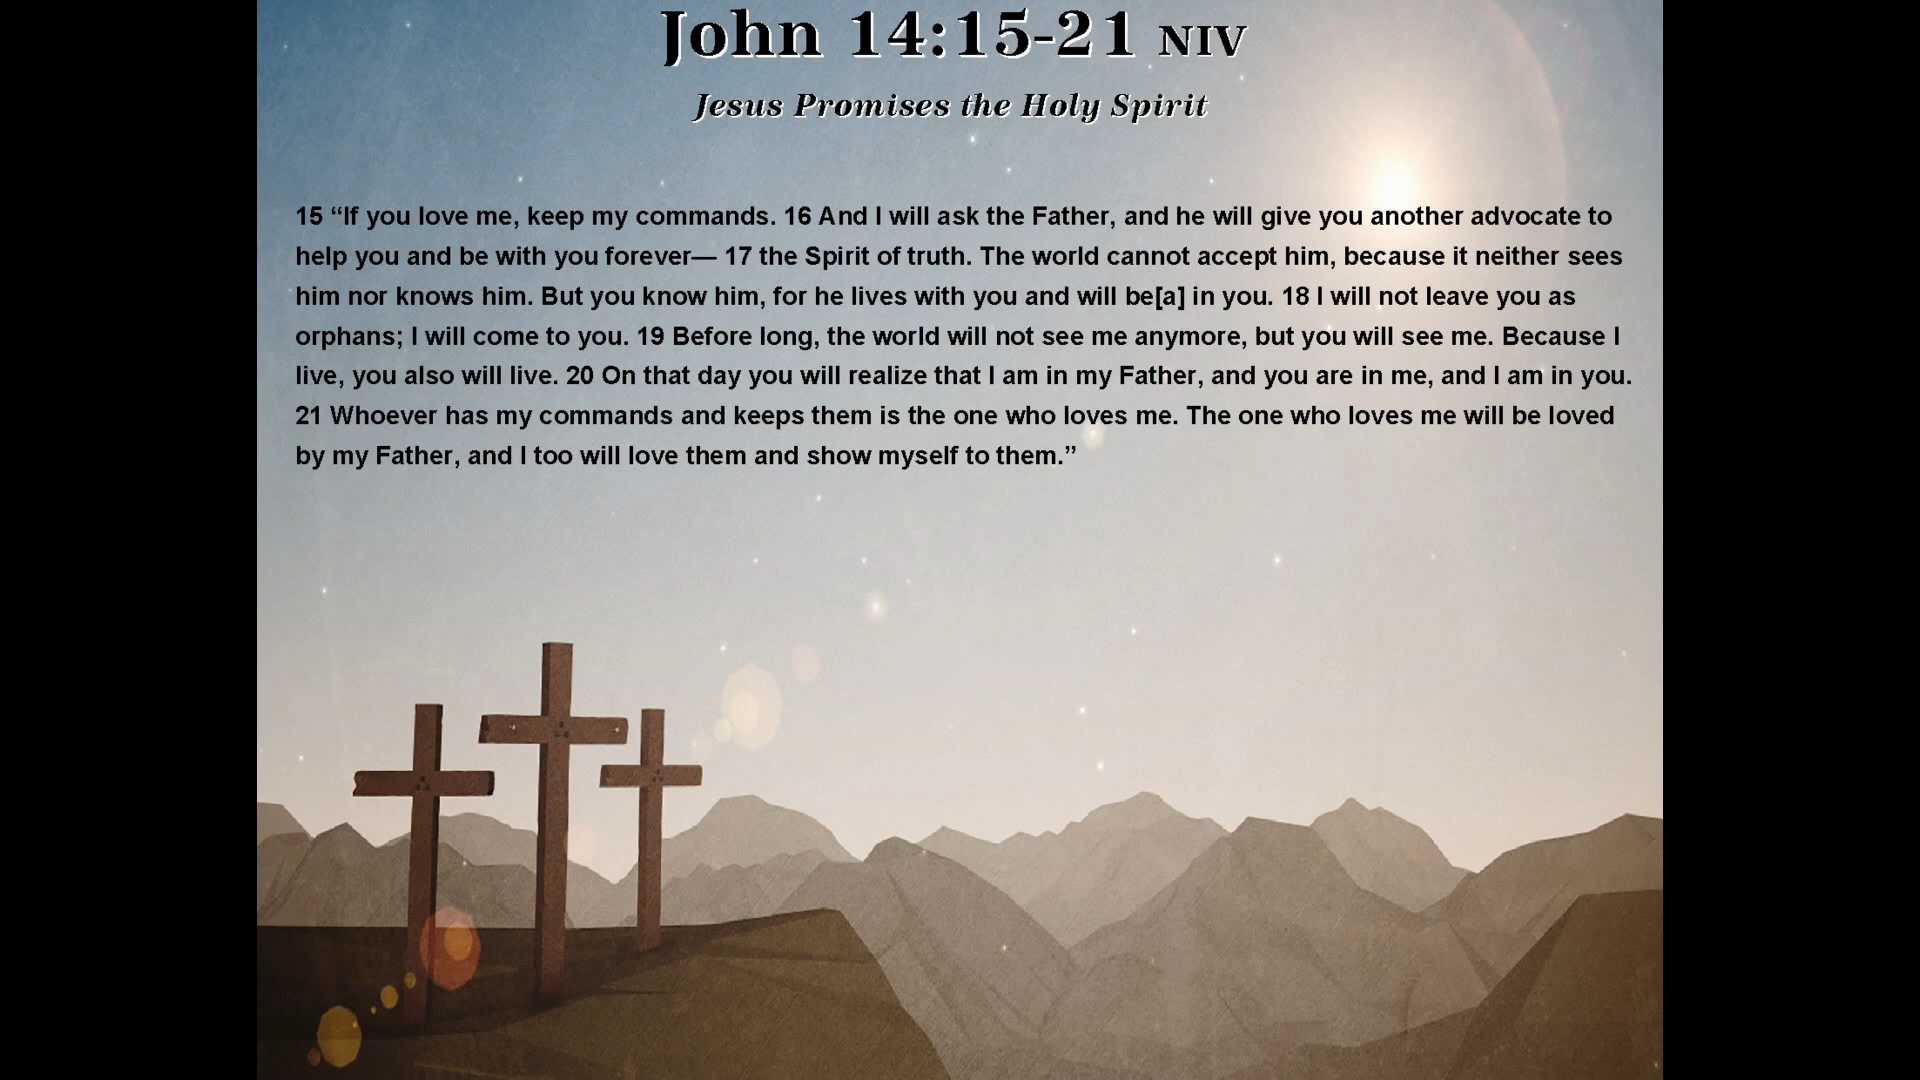 John 14:15-21 NIV
Jesus Promises the Holy Spirit
15 “If you love me, keep my commands. 16 And I will ask the Father, and he will give you another advocate to
help you and be with you forever— 17 the Spirit of truth. The world cannot accept him, because it neither sees
him nor knows him. But you know him, for he lives with you and will be[a] in you. 18 I will not leave you as
orphans; I will come to you. 19 Before long, the world will not see me anymore, but you will see me. Because I
live, you also will live. 20 On that day you will realize that I am in my Father, and you are in me, and I am in you.
21 Whoever has my commands and keeps them is the one who loves me. The one who loves me will be loved
by my Father, and I too will love them and show myself to them.”